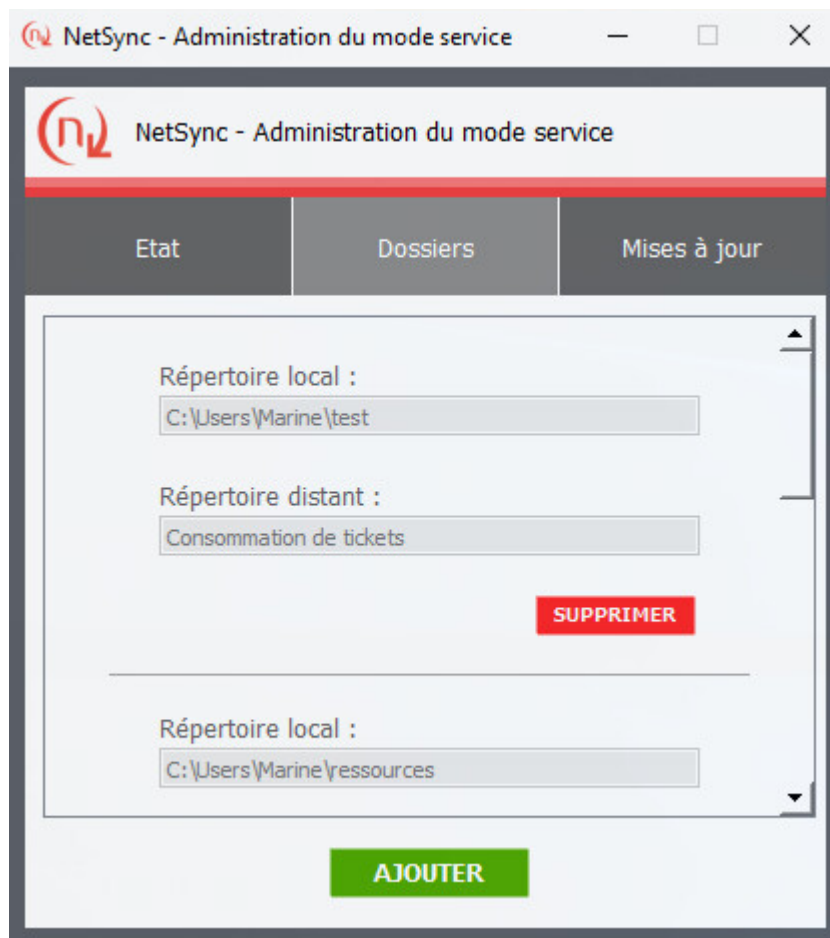 NetSync - Administration du mode service
NetSync - Administration du mode service
Etat
Dossiers
Mises à jour
Répertoire local :
C:\Users\Marine\test
Répertoire distant :
Consommation de tickets
SUPPRIMER
Répertoire local :
C:\Users\Marine\ressources
AJOUTER